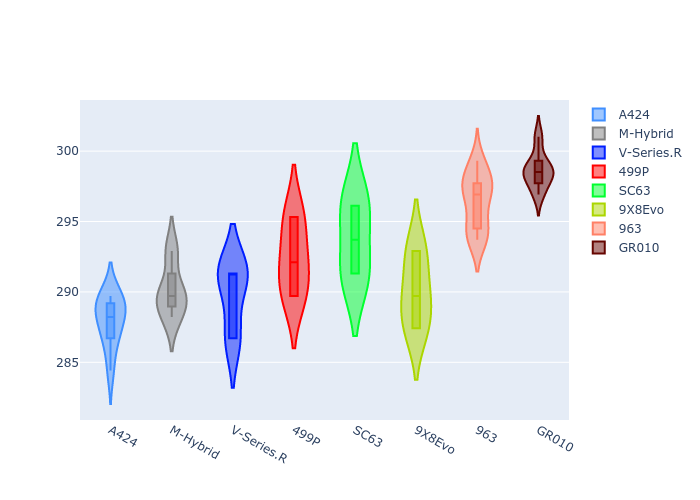 300
295
290
285
A424
M-Hybrid
V-Series.R
499P
SC63
9X8Evo
963
GR010
A424
M-Hybrid
V-Series.R
499P
SC63
9X8Evo
963
GR010